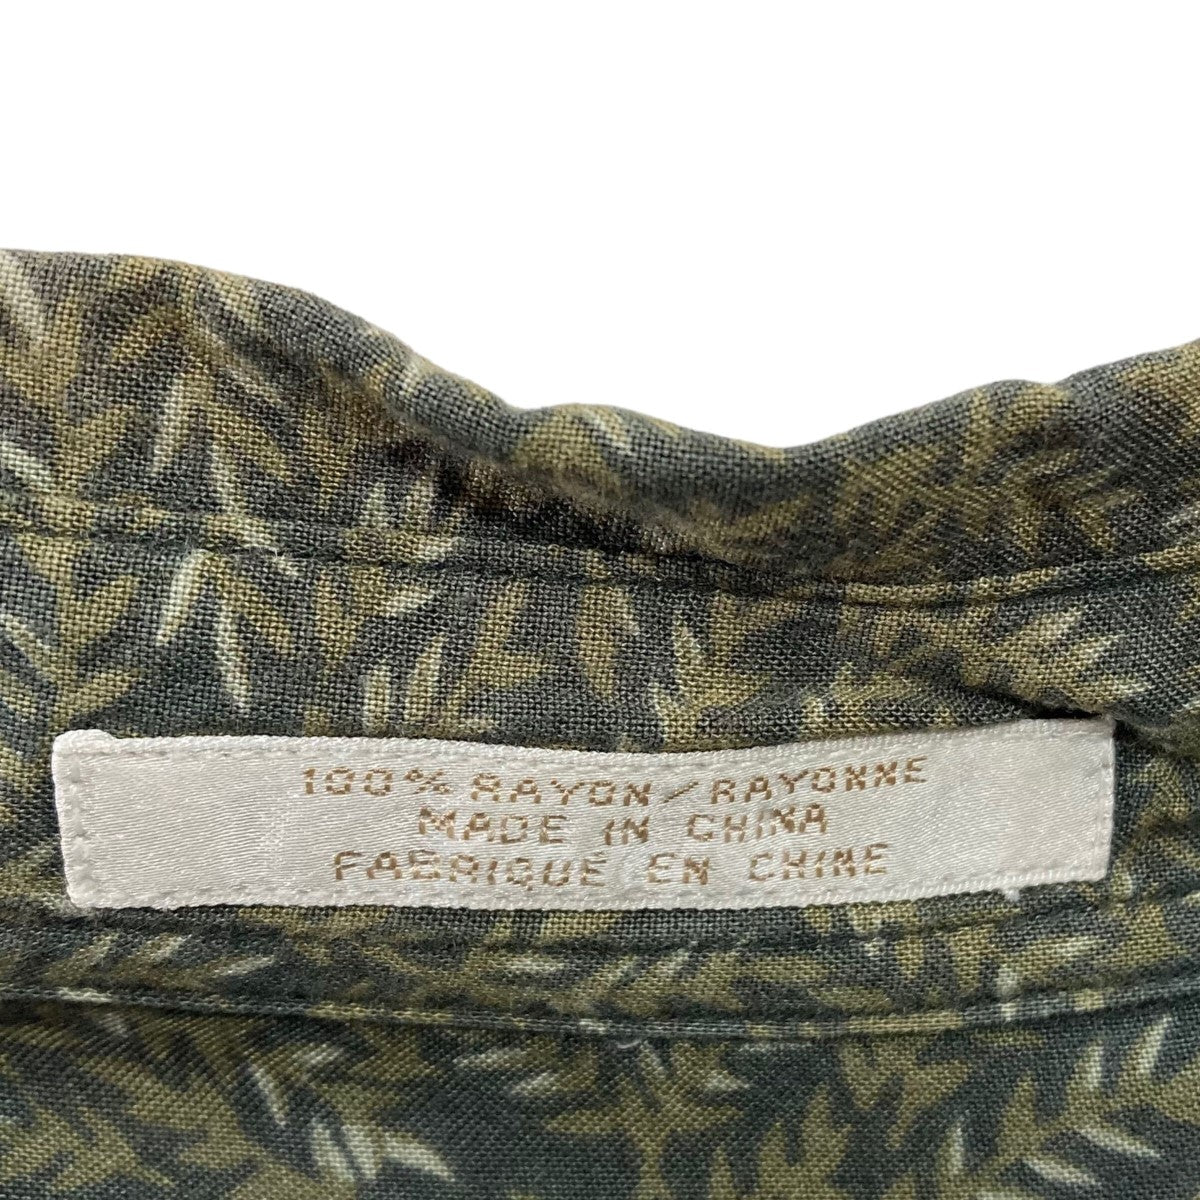 100% RAYON/RAYONNE
MADE IN CHINA
FABRIQUÉ EN CHINE